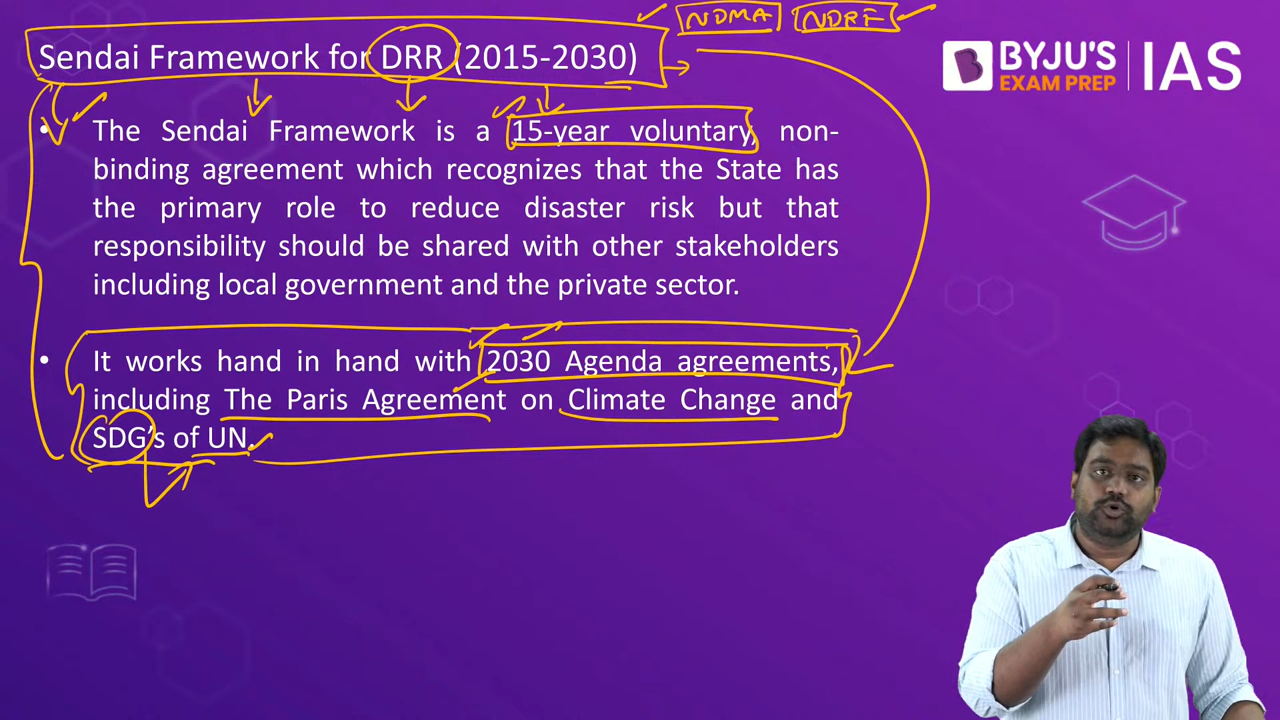 NDMA NDRF
Sendai Framework for DRR (2015-2030)
BYJU'S
EXAM PREP
IAS
• The Sendai Framework is a 15-year voluntary, non-
binding agreement which recognizes that the State has
the primary role to reduce disaster risk but that
responsibility should be shared with other stakeholders
including local government and the private sector.
• It works hand in hand with 2030 Agenda agreements,
including The Paris Agreement on Climate Change and
SDG's of UN.